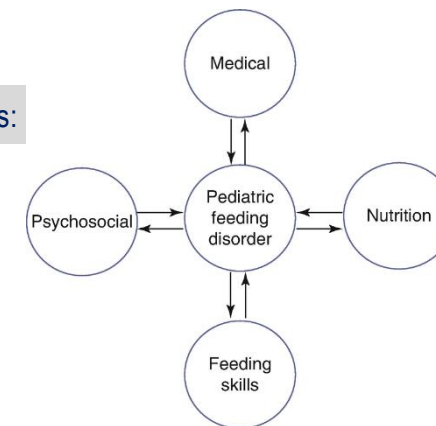 Medical
s:
Pediatric
feeding
disorder
Psychosocial
Nutrition
Feeding
skills